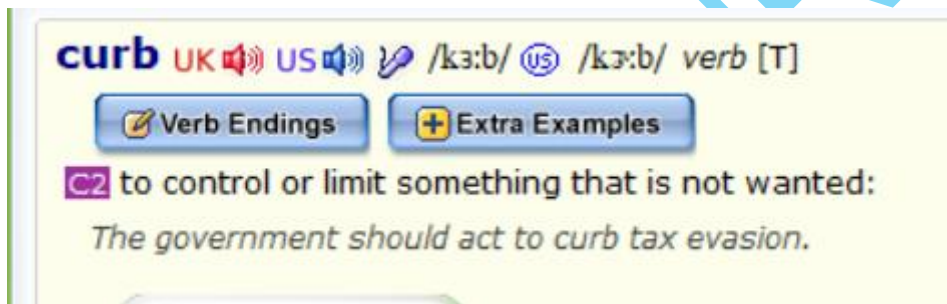 curb UK US /kɜːb/ US /kɝːb/ verb [T]
Verb Endings Extra Examples
C2 to control or limit something that is not wanted:
The government should act to curb tax evasion.